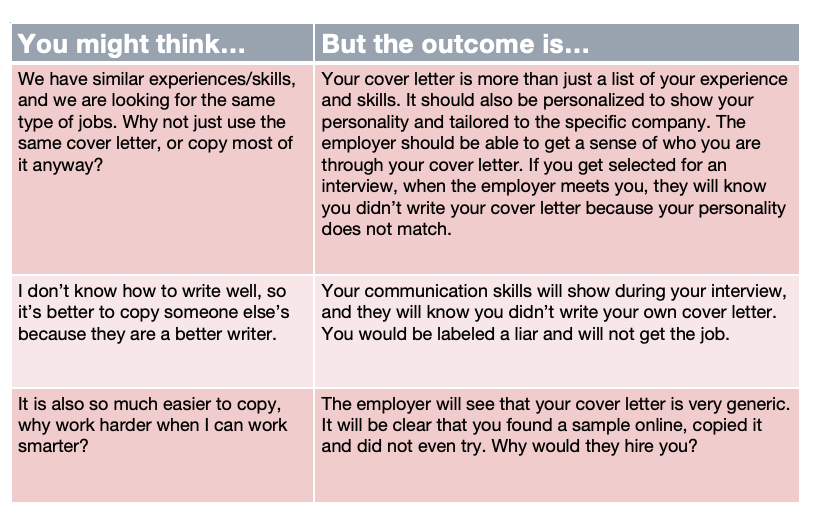 You might think...
But the outcome is...
We have similar experiences/skills,
and we are looking for the same
type of jobs. Why not just use the
same cover letter, or copy most of
it anyway?
Your cover letter is more than just a list of your experience
and skills. It should also be personalized to show your
personality and tailored to the specific company. The
employer should be able to get a sense of who you are
through your cover letter. If you get selected for an
interview, when the employer meets you, they will know
you didn’t write your cover letter because your personality
does not match.
I don’t know how to write well, so
it’s better to copy someone else’s
because they are a better writer.
Your communication skills will show during your interview,
and they will know you didn’t write your own cover letter.
You would be labeled a liar and will not get the job.
It is also so much easier to copy,
why work harder when I can work
smarter?
The employer will see that your cover letter is very generic.
It will be clear that you found a sample online, copied it
and did not even try. Why would they hire you?